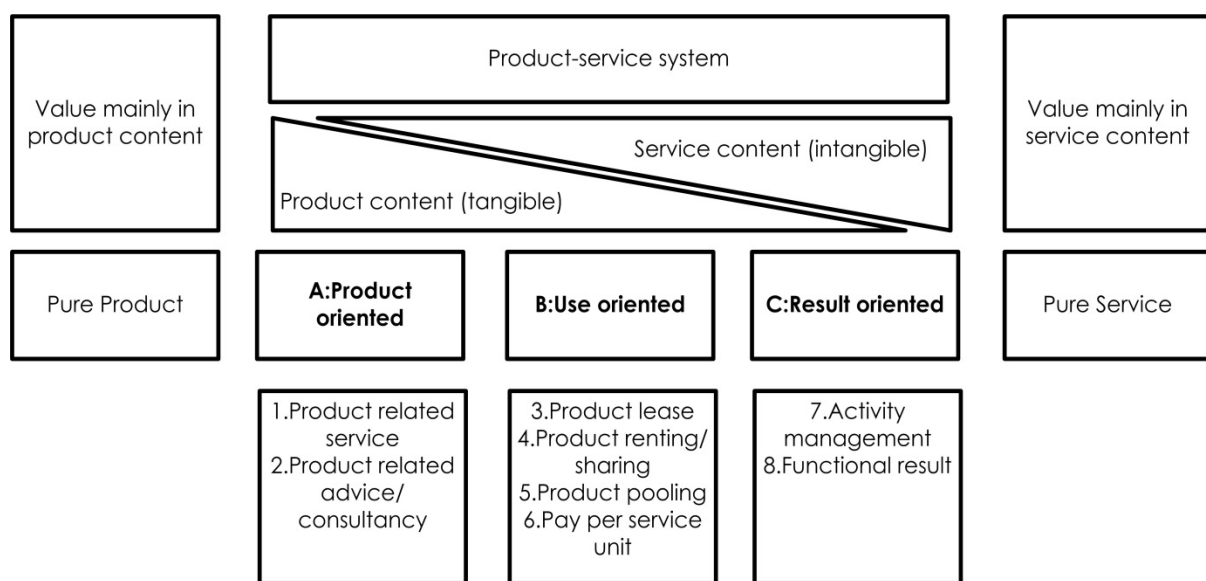 Value mainly in
product content
Product-service system
Service content (intangible)
Product content (tangible)
Value mainly in
service content
Pure Product
A:Product
oriented
B:Use oriented
C:Result oriented
Pure Service
1.Product related
service
2.Product related
advice/
consultancy
3.Product lease
4.Product renting/
sharing
5.Product pooling
6.Pay per service
unit
7.Activity
management
8.Functional result